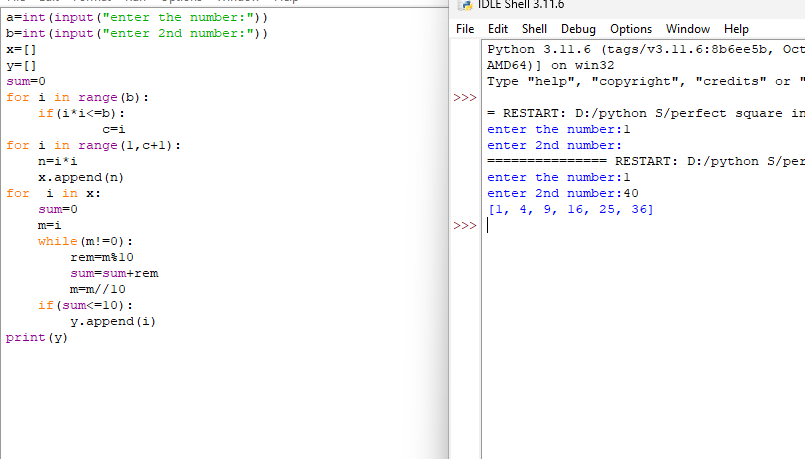 a=int(input("enter the number:"))
b=int(input("enter 2nd number:"))
x=[]
y=[]
sum=0
for i in range(b):
    if(i*i<=b):
            c=i
for i in range(1,c+1):
    n=i*i
    x.append(n)
for  i in x:
    sum=0
    m=i
    while(m!=0):
        rem=m%10
        sum=sum+rem
        m=m//10
    if(sum<=10):
        y.append(i)
print(y)
IDLE Shell 3.11.6
File Edit Shell Debug Options Window Help
Python 3.11.6 (tags/v3.11.6:8b6ee5b, Oct
AMD64)] on win32
Type "help", "copyright", "credits" or "
>>>
= RESTART: D:/python S/perfect square in
enter the number:1
enter 2nd number:
=============== RESTART: D:/python S/per
enter the number:1
enter 2nd number:40
[1, 4, 9, 16, 25, 36]
>>>